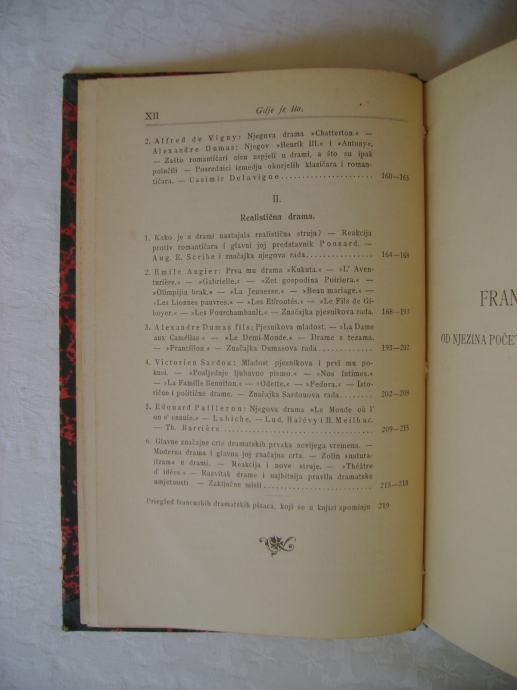 XII
Gdje je što.
2. Alfred de Vigny: Njegova drama »Chatterton.« —
Alexandre Dumas: Njegov »Henrik III.« i »Antony«.
— Zašto romantičari nisu uspjeli u drami, a što su ipak
polučili — Posrednici izmedju okorjelih klasičara i roman-
tičara. — Casimir Delavigne 160—163
II.
Realistična drama.
1. Kako je u drami nastajala realistična struja? — Reakcija
protiv romantičara i glavni joj predstavnik Ponsard. —
Aug. E. Scribe i značajka njegova rada 164—168
2. Emile Augier: Prva mu drama »Kukuta.« — »L' Aven-
turière.« — »Gabrielle.« — »Zet gospodina Poiriera.« —
»Olimpijin brak.« — »La Jeunesse.« — »Beau mariage.« —
»Les Lionnes pauvres.« — »Les Effrontés.« — »Le Fils de Gi-
boyer.« — »Les Fourchambault.« — Značajka pjesnikova rada. 168—193
3. Alexandre Dumas fils: Pjesnikova mladost. — »La Dame
aux Camélias« — »Le Demi-Monde.« — Drame s tezama.
— »Francillon.« — Značajka Dumasova rada 193—202
4. Victorien Sardou: Mladost pjesnikova i prvi mu po-
kusi. — »Posljednje ljubavno pismo.« — »Nos Intimes.«
— »La Famille Benoiton.« — »Odette.« — »Fedora.« — Isto-
rične i politične drame. — Značajka Sardouova rada 202—208
5. Edouard Pailleron: Njegova drama »Le Monde où l'
on s' ennuie.« — Labiche. — Lud. Halévy i H. Meilhac.
— Th. Barrière 209—215
6. Glavne značajne crte dramatskih prvaka novijega vremena. —
Moderna drama i glavna joj značajna crta. — Zolin »natura-
lizam« u drami. — Reakcija i nove struje. — »Théâtre
d' idées« — Razvitak drame i najbitnija pravila dramatske
umjetnosti — Zaključne misli 215—218
Priegled francuzkih dramatskih pisaca, koji se u knjizi spominju 219
FRAN
OD NJEZINA POČET